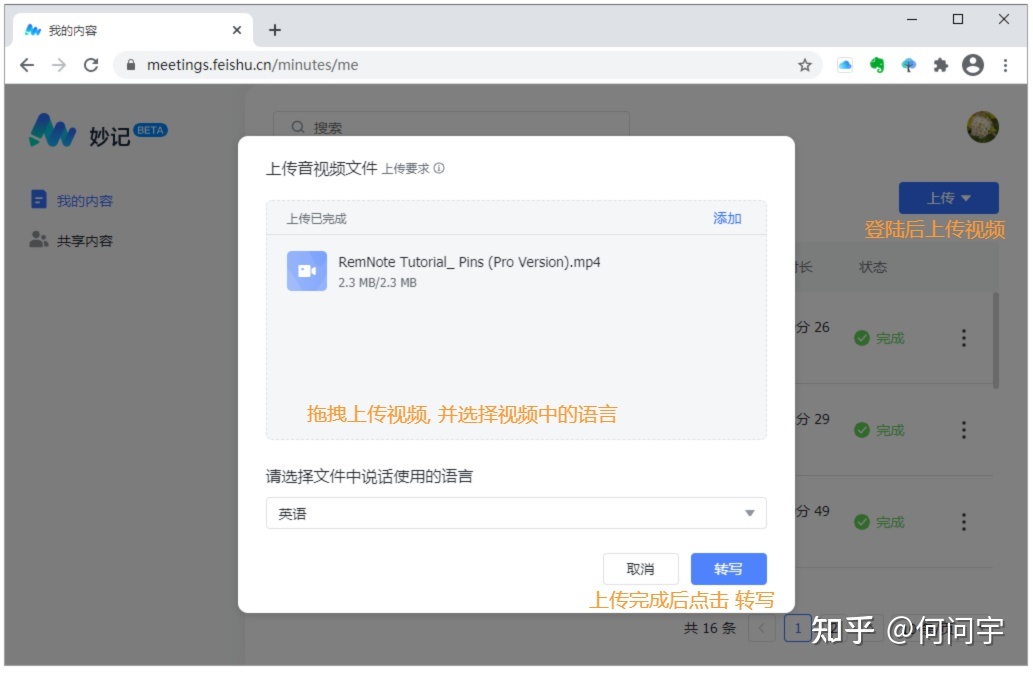 我的内容
meetings.feishu.cn/minutes/me
妙记 BETA
搜索
我的内容
共享内容
上传
登陆后上传视频
上传音视频文件 上传要求
上传已完成 添加
RemNote Tutorial_ Pins (Pro Version).mp4
2.3 MB/2.3 MB
拖拽上传视频, 并选择视频中的语言
请选择文件中说话使用的语言
英语
取消 转写
上传完成后点击 转写
长 状态
分 26 完成
分 29 完成
分 49 完成
共 16 条 < 1 2
知乎 @何问宇